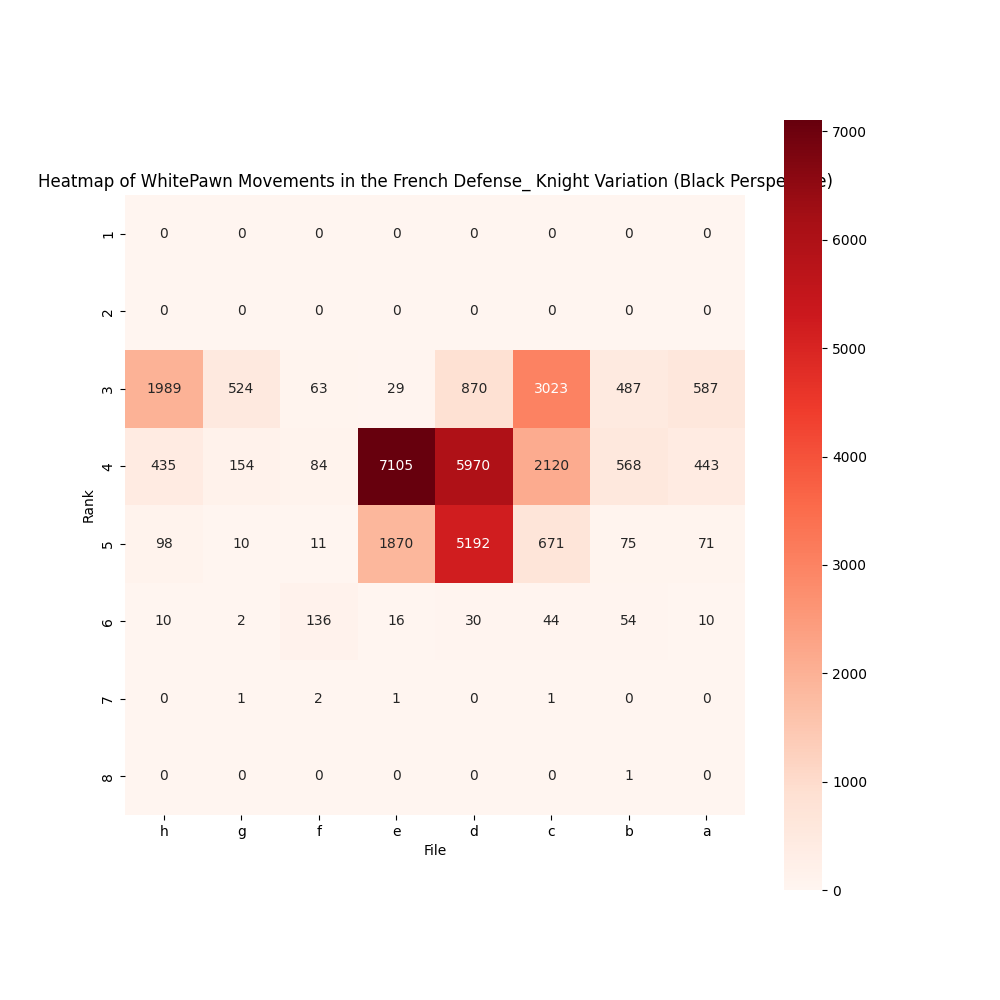 Heatmap of WhitePawn Movements in the French Defense_ Knight Variation (Black Perspe e)
1 0 0 0 0 0 0 0 0
2 0 0 0 0 0 0 0 0
3 1989 524 63 29 870 3023 487 587
4 435 154 84 7105 5970 2120 568 443
5 98 10 11 1870 5192 671 75 71
6 10 2 136 16 30 44 54 10
7 0 1 2 1 0 1 0 0
8 0 0 0 0 0 0 1 0
h g f e d c b a
Rank
File
7000
6000
5000
4000
3000
2000
1000
0